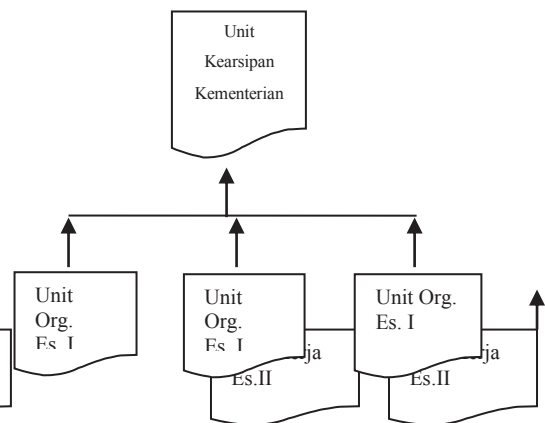 Unit
Kearsipan
Kementerian
Unit
Org.
Es. I
Unit
Org.
Es. I
Unit Org.
Es. I
Es.II
Es.II